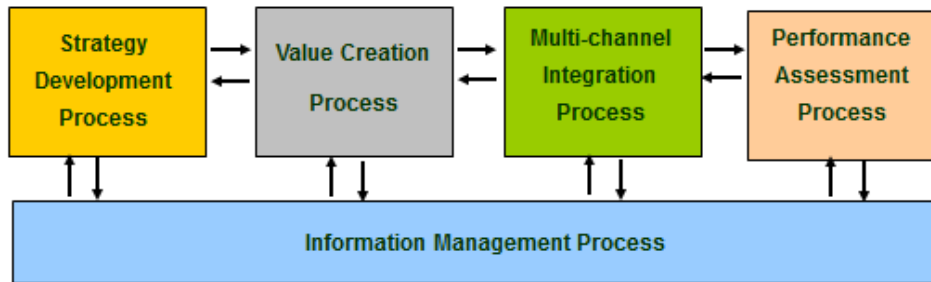 Strategy
Development
Process
Value Creation
Process
Multi-channel
Integration
Process
Performance
Assessment
Process
Information Management Process